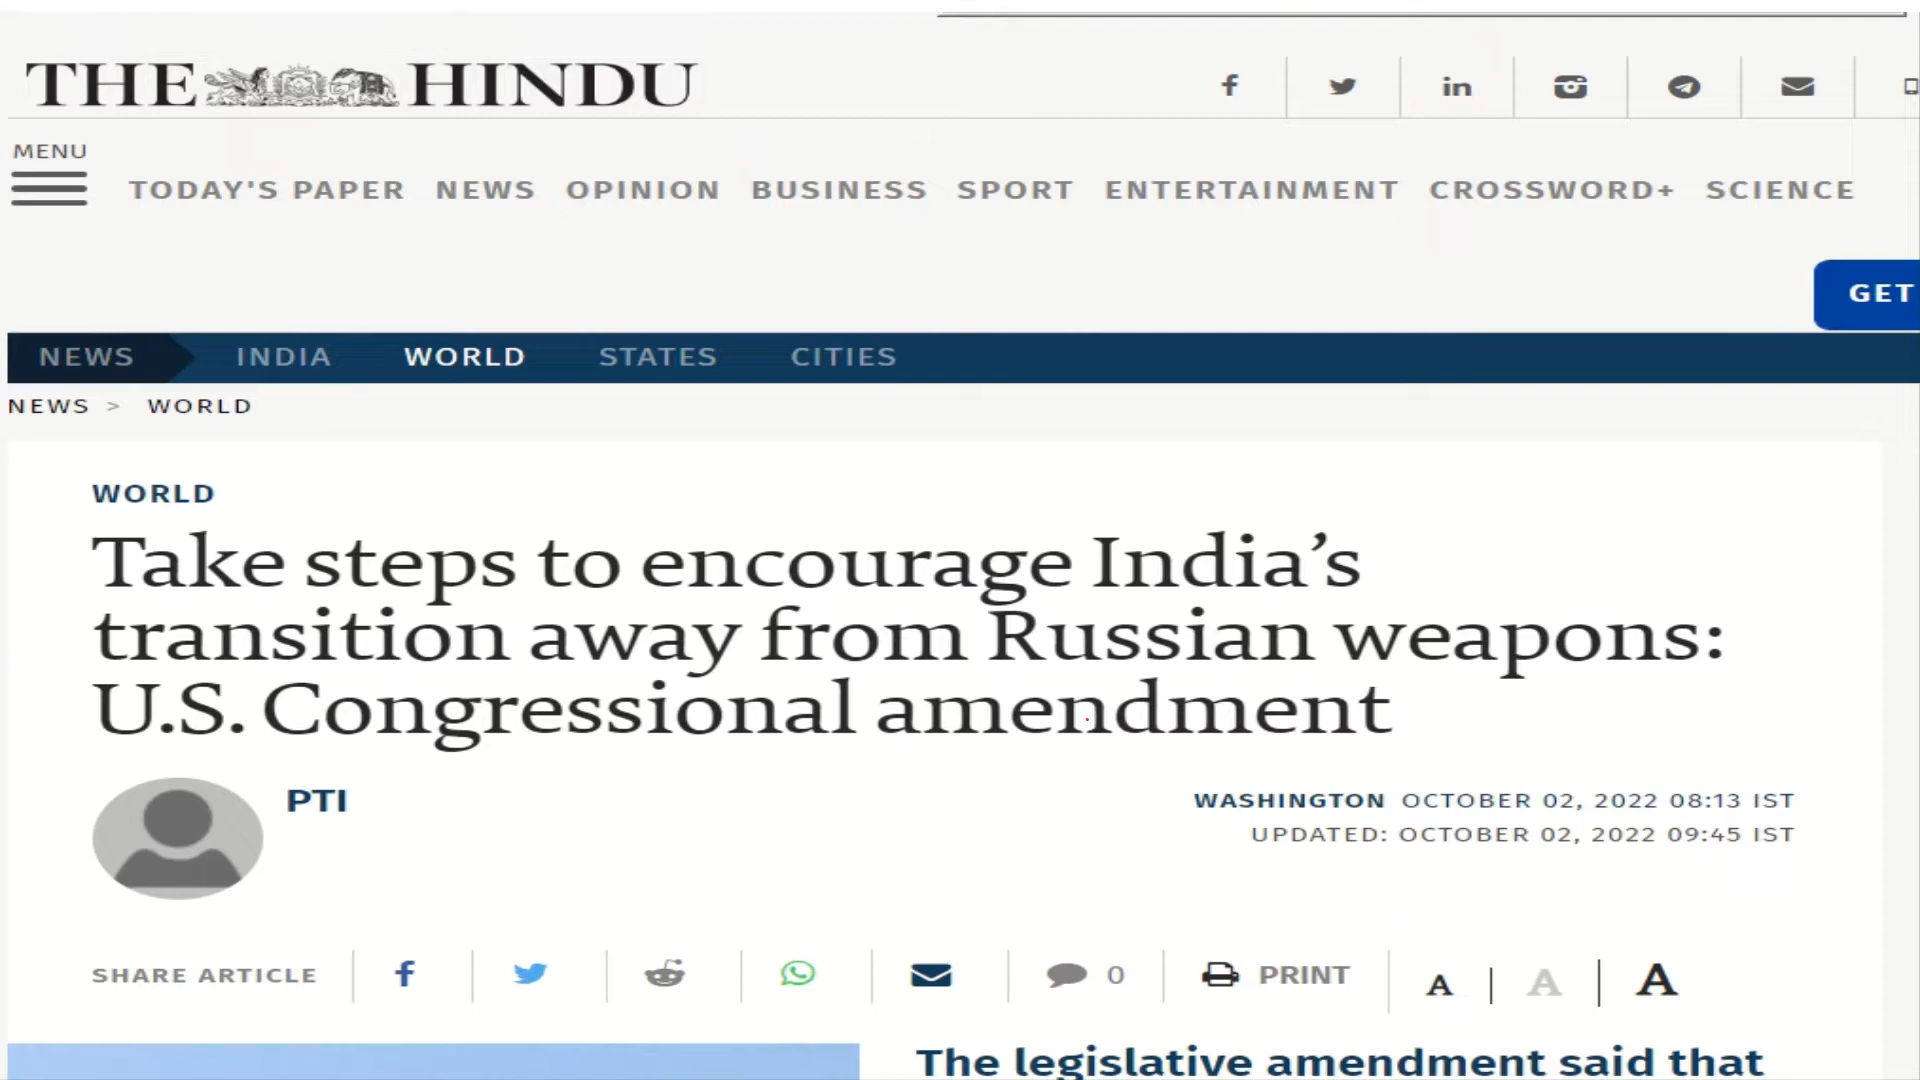 THE HINDU
MENU
TODAY'S PAPER NEWS OPINION BUSINESS SPORT ENTERTAINMENT CROSSWORD+ SCIENCE
GET
NEWS INDIA WORLD STATES CITIES
NEWS > WORLD
WORLD
Take steps to encourage India’s
transition away from Russian weapons:
U.S. Congressional amendment
PTI
WASHINGTON OCTOBER 02, 2022 08:13 IST
UPDATED: OCTOBER 02, 2022 09:45 IST
SHARE ARTICLE 0 PRINT A A A
The legislative amendment said that